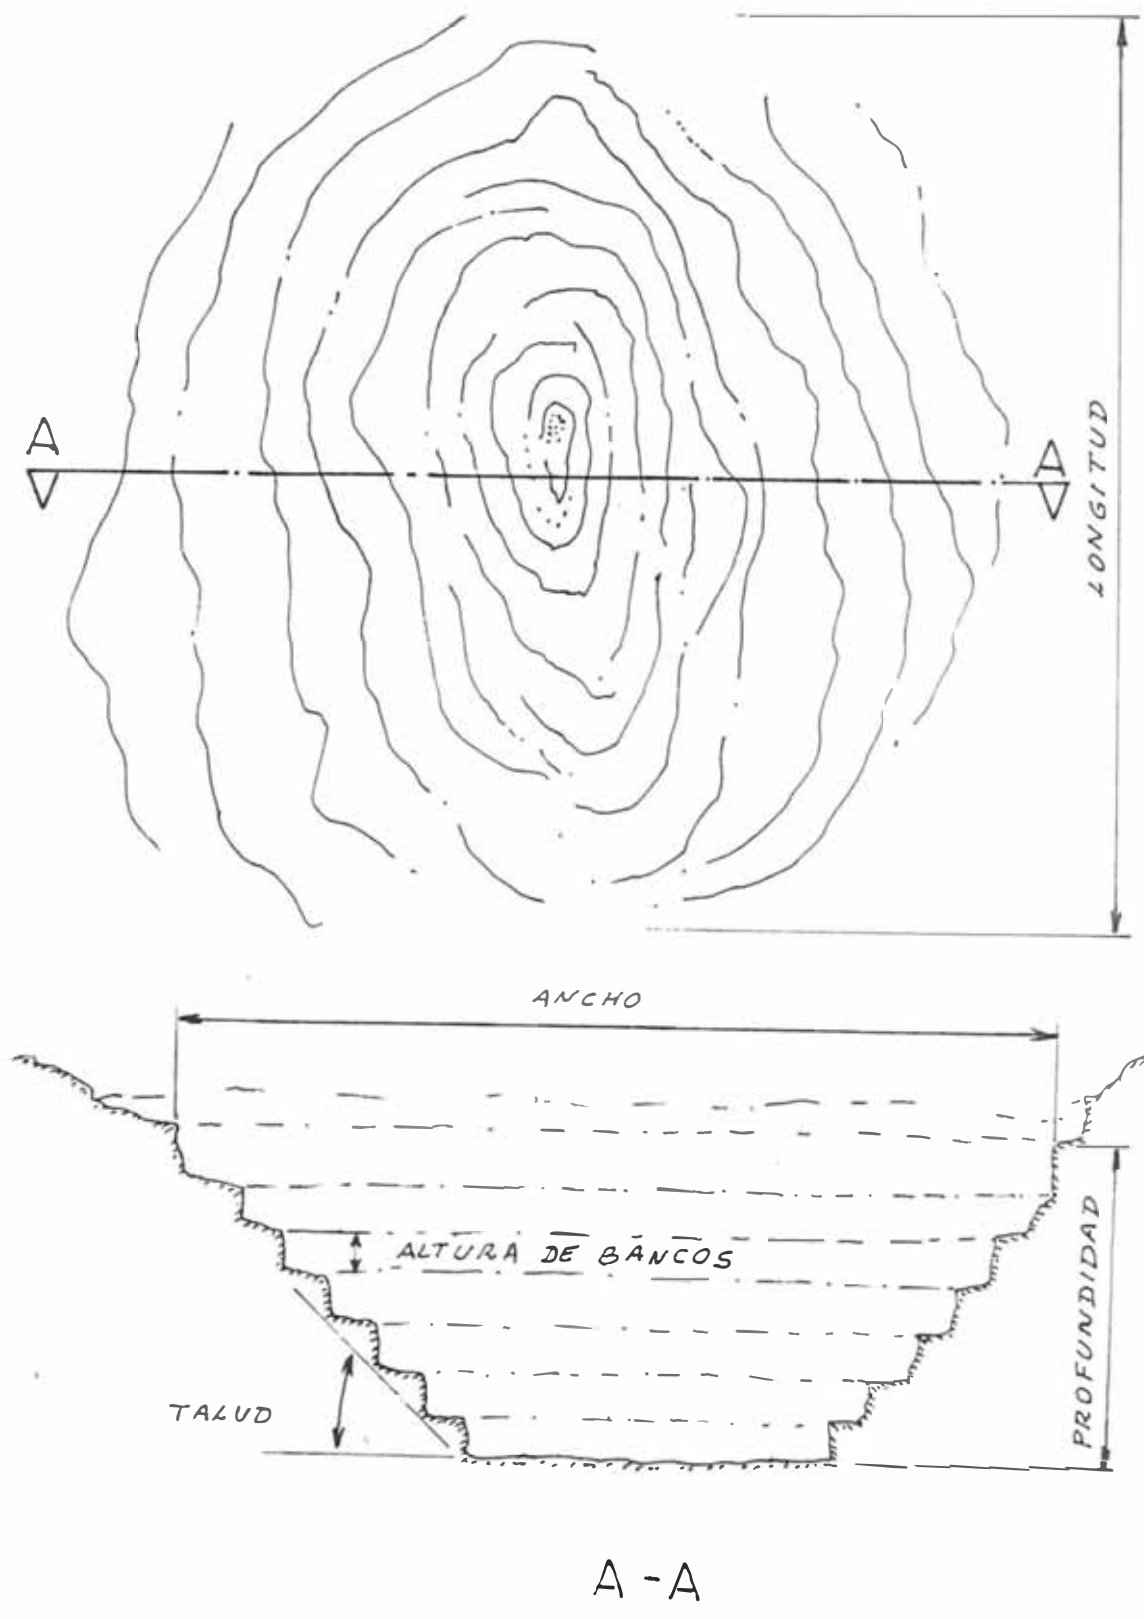 A
A
LONGITUD
ANCHO
ALTURA DE BANCOS
TALUD
PROFUNDIDAD
A-A